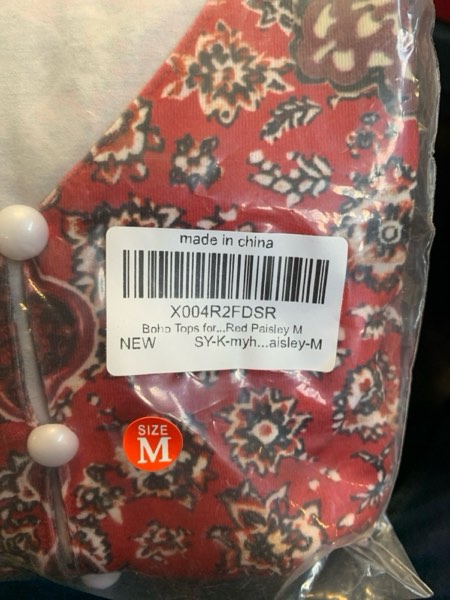 made in china
X004R2FDSR
Boho Tops for...Red Paisley M
NEW SY-K-myh...aisley-M
SIZE
M